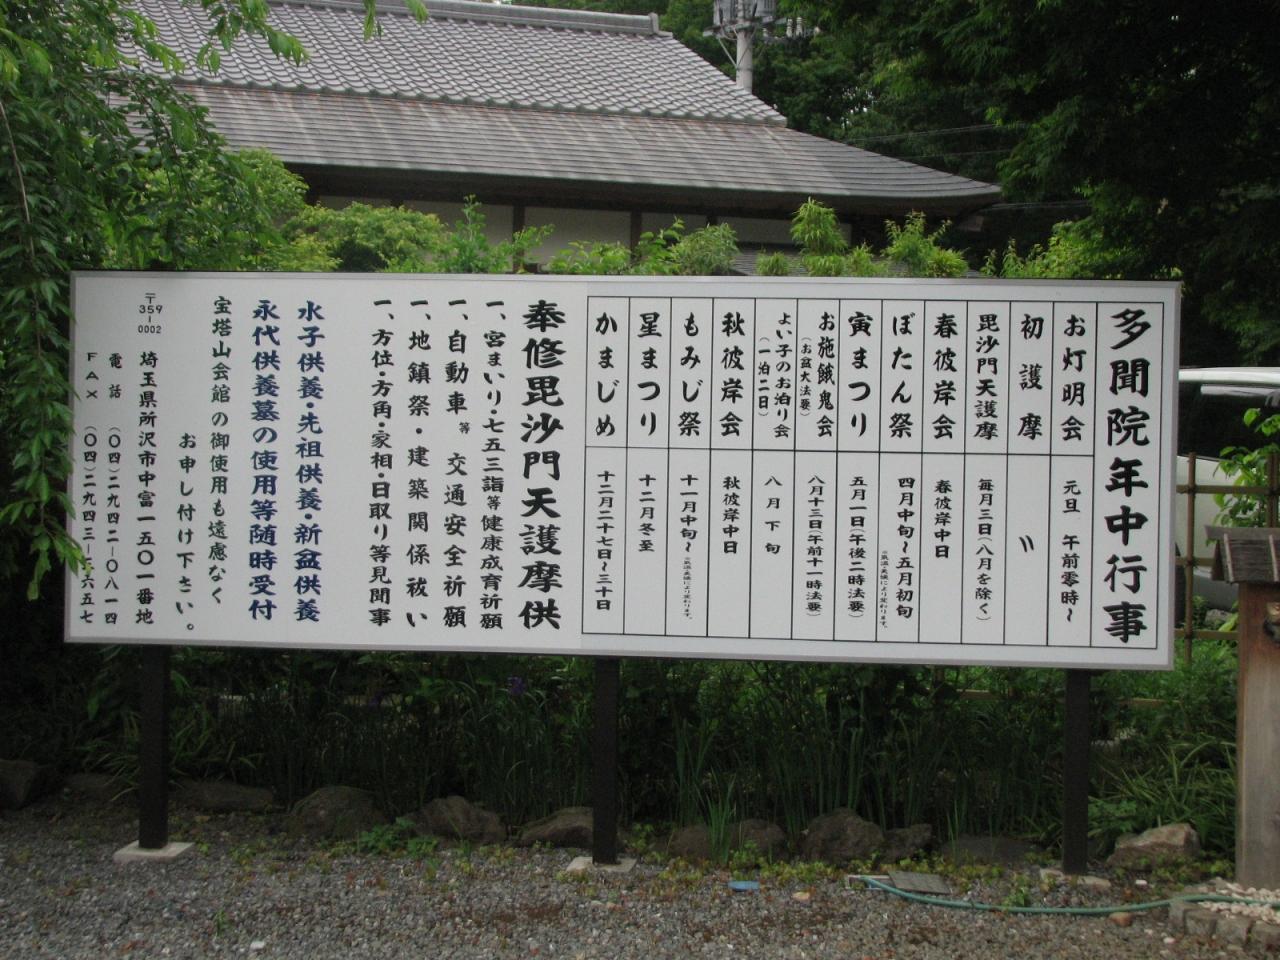 多聞院年中行事
お灯明会 元旦 午前零時〜
初護摩 〃
毘沙門天護摩 毎月三日(八月を除く)
春彼岸会 春彼岸中日
ぼたん祭 四月中旬〜五月初旬
寅まつり 五月一日(午後二時法要)
お施餓鬼会(お盆大法要) 八月十三日(午前十一時法要)
よい子のお泊り会(一泊二日) 八月下旬
秋彼岸会 秋彼岸中日
もみじ祭 十一月中旬〜
星まつり 十二月冬至
かまじめ 十二月二十七日〜三十日
奉修毘沙門天護摩供
一、宮まいり・七五三詣等健康成育祈願
一、自動車等交通安全祈願
一、地鎮祭・建築関係祓い
一、方位・方角・家相・日取り等見聞事
水子供養・先祖供養・新盆供養
永代供養墓の使用等随時受付
宝塔山会館の御使用も遠慮なく
お申し付け下さい。
〒359-0002 埼玉県所沢市中富一五〇一番地
電話 (〇四)二九四二-〇八一四
FAX (〇四)二九四三-二六五七